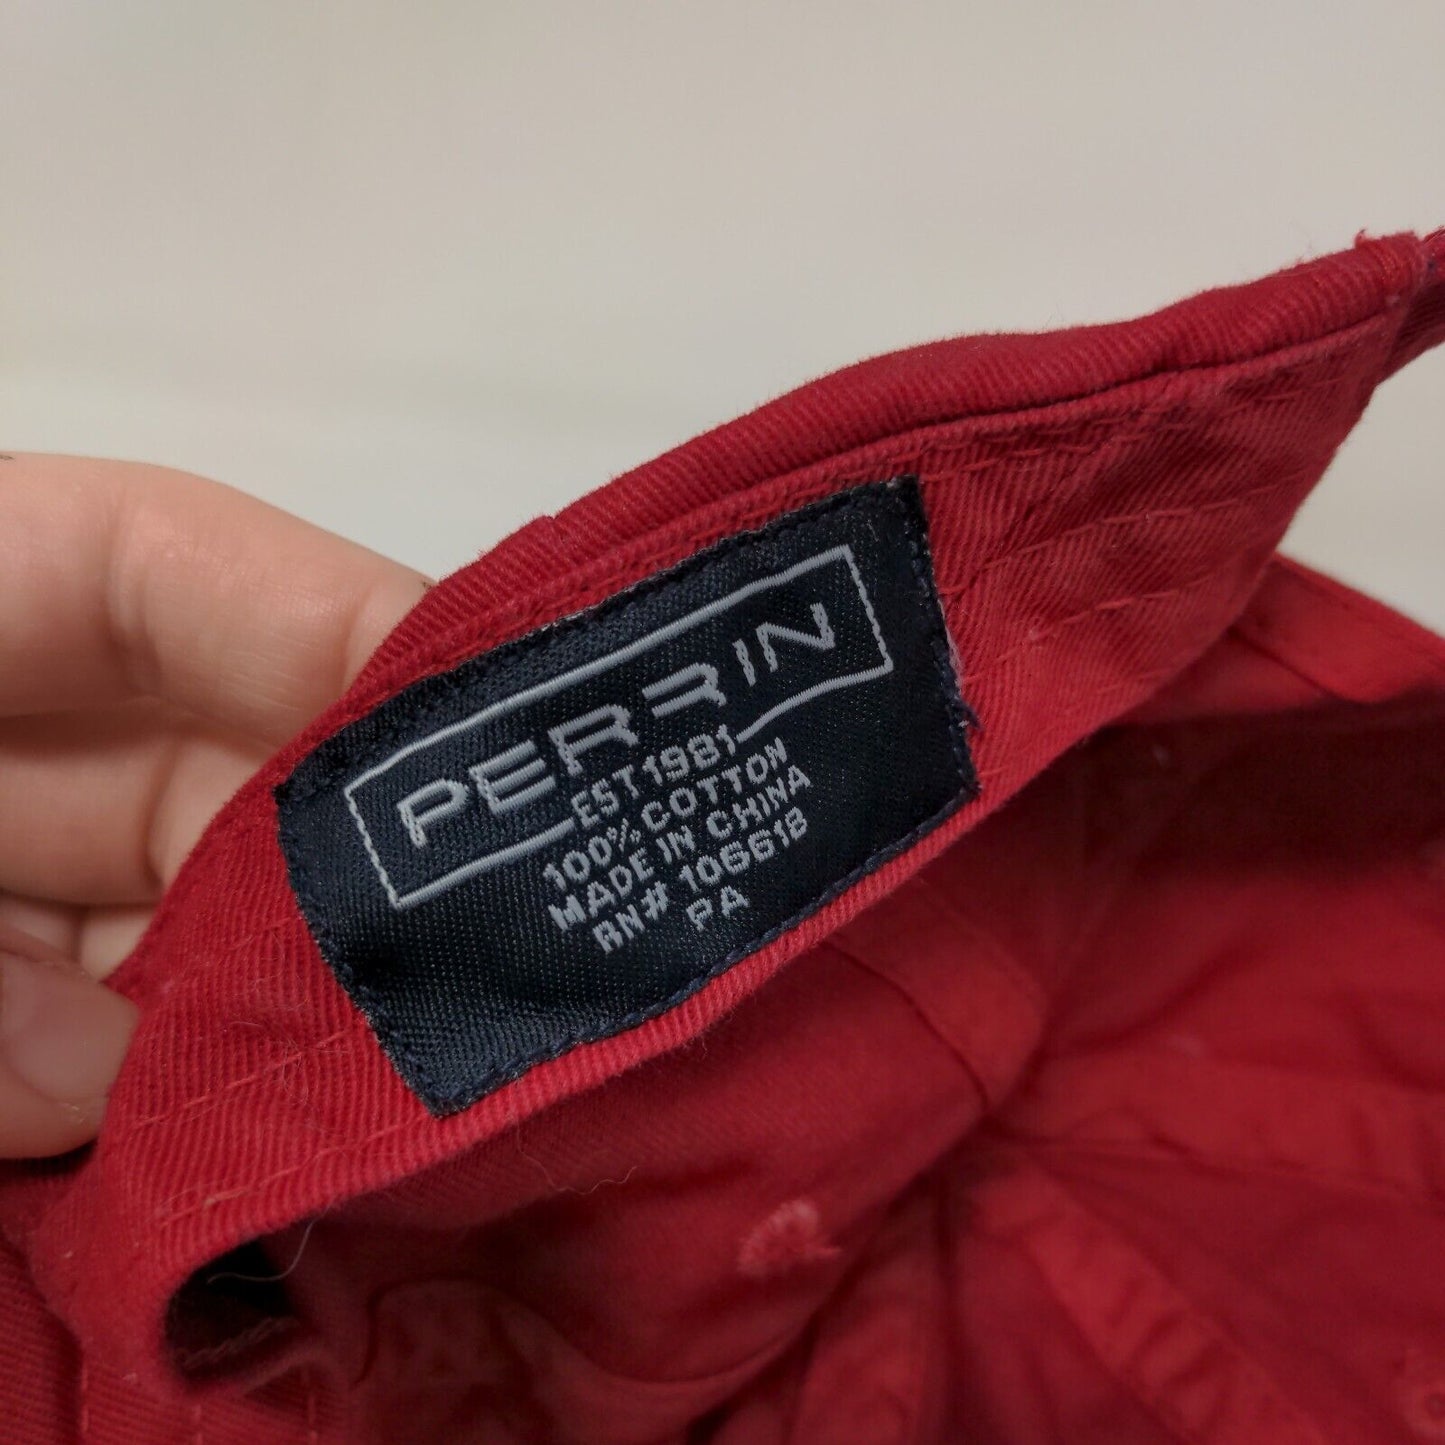 PERRIN
EST 1981
100% COTTON
MADE IN CHINA
RN# 106618
PA